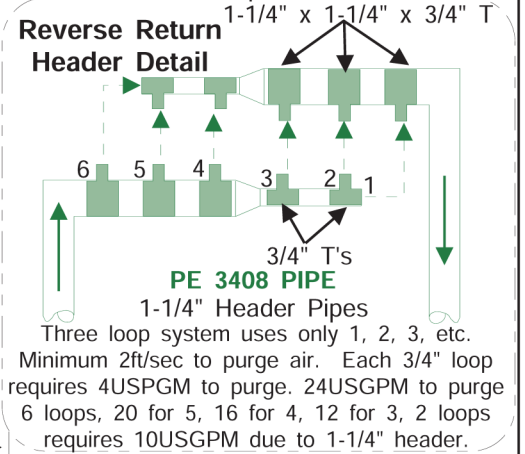 1-1/4" x 1-1/4" x 3/4" T
Reverse Return
Header Detail
6 5 4 3 2 1
3/4" T's
PE 3408 PIPE
1-1/4" Header Pipes
Three loop system uses only 1, 2, 3, etc.
Minimum 2ft/sec to purge air. Each 3/4" loop
requires 4USPGM to purge. 24USGPM to purge
6 loops, 20 for 5, 16 for 4, 12 for 3, 2 loops
requires 10USGPM due to 1-1/4" header.